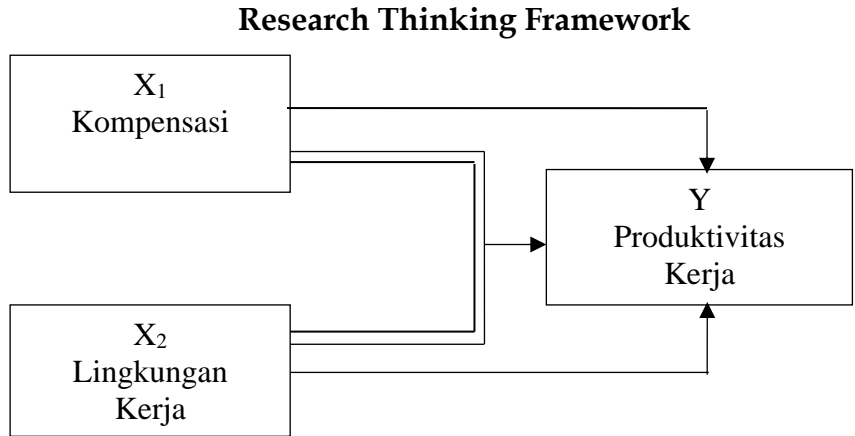 Research Thinking Framework
X₁
Kompensasi
Y
Produktivitas
Kerja
X₂
Lingkungan
Kerja